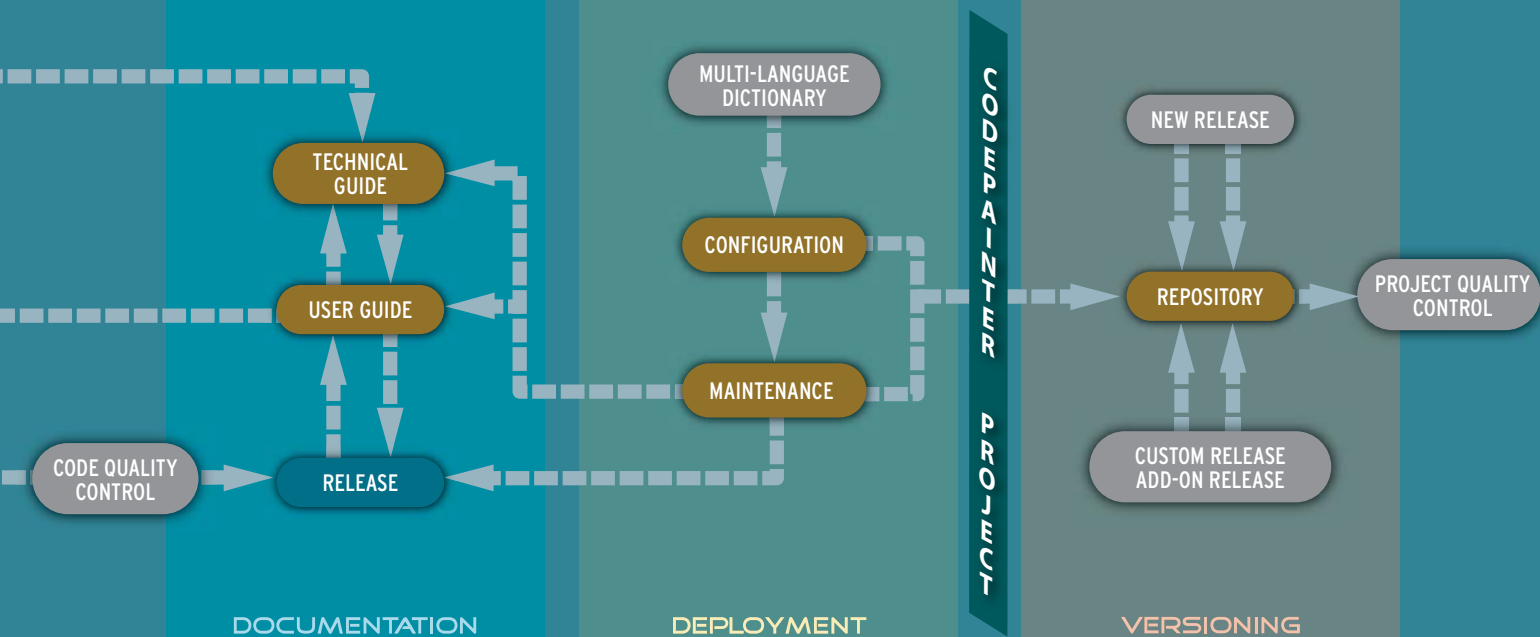 TECHNICAL
GUIDE
USER GUIDE
CODE QUALITY
CONTROL
RELEASE
DOCUMENTATION
MULTI-LANGUAGE
DICTIONARY
CONFIGURATION
MAINTENANCE
DEPLOYMENT
CODEPAINTER PROJECT
NEW RELEASE
REPOSITORY
PROJECT QUALITY
CONTROL
CUSTOM RELEASE
ADD-ON RELEASE
VERSIONING